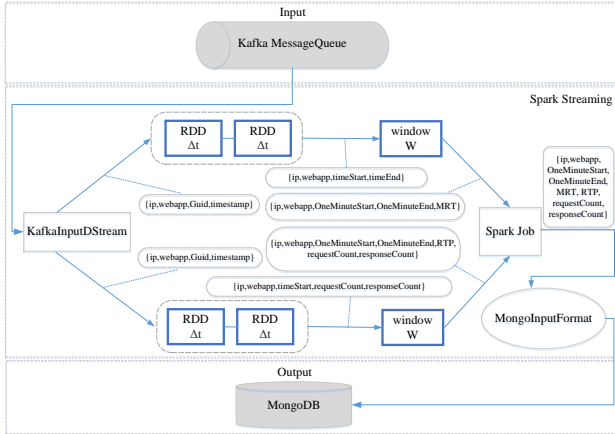 Input
Kafka MessageQueue
Spark Streaming
RDD
Δt
RDD
Δt
window
W
{ip,webapp,
OneMinuteStart,
OneMinuteEnd,
MRT, RTP,
requestCount,
responseCount}
{ip,webapp,timeStart,timeEnd}
{ip,webapp,Guid,timestamp}
{ip,webapp,OneMinuteStart,OneMinuteEnd,MRT}
KafkaInputDStream
Spark Job
{ip,webapp,Guid,timestamp}
{ip,webapp,OneMinuteStart,OneMinuteEnd,RTP,
requestCount,responseCount}
{ip,webapp,timeStart,requestCount,responseCount}
RDD
Δt
RDD
Δt
window
W
MongoInputFormat
Output
MongoDB